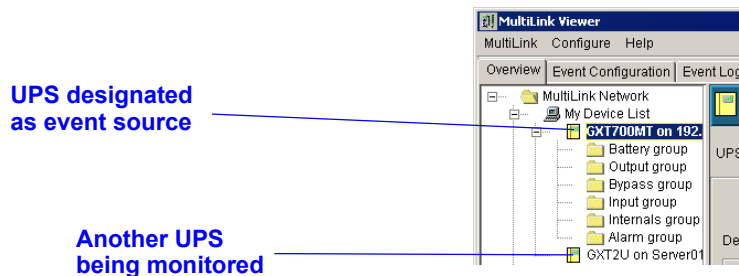 MultiLink Viewer
MultiLink Configure Help
Overview Event Configuration Event Log
UPS designated
as event source
MultiLink Network
My Device List
GXT700MT on 192.
Battery group
UPS
Output group
Bypass group
Input group
Internals group
Alarm group
De
GXT2U on Server01
Another UPS
being monitored